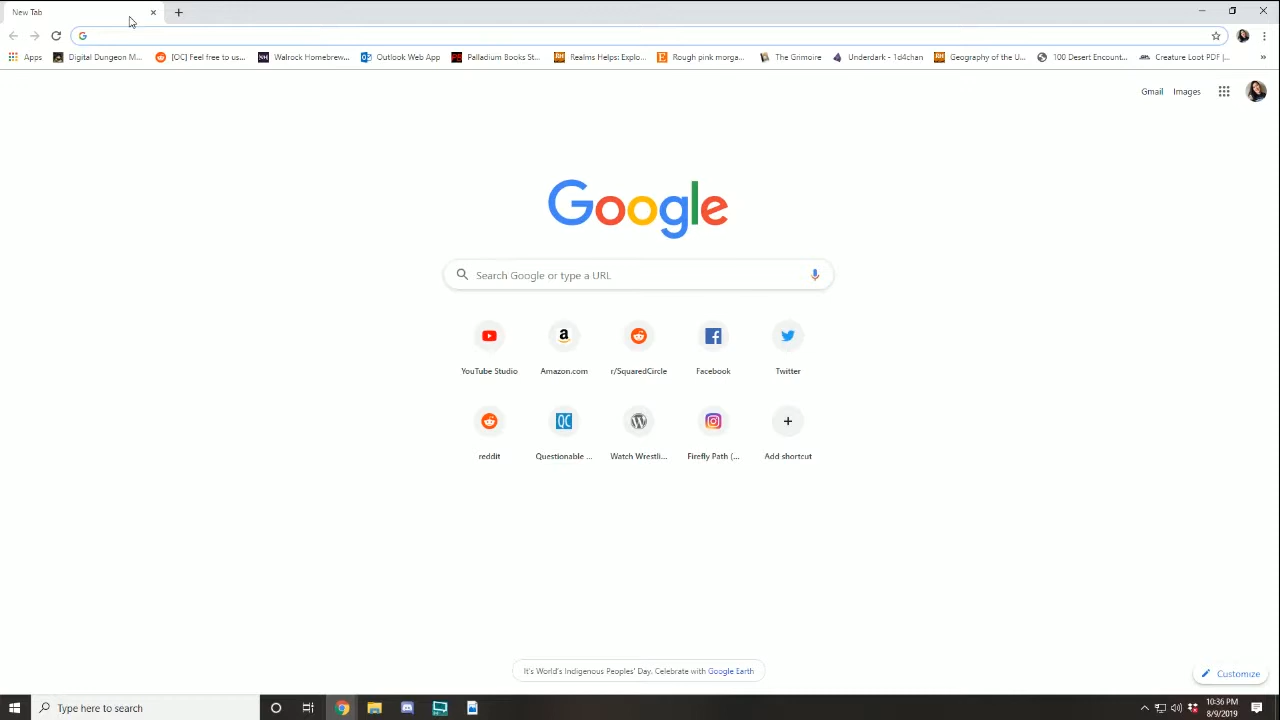 New Tab
Apps Digital Dungeon M... [OC] Feel free to us... Walrock Homebrew... Outlook Web App Palladium Books St... Realms Helps: Explo... Rough pink morga... The Grimoire Underdark - 1d4chan Geography of the U... 100 Desert Encount... Creature Loot PDF |... »
Gmail Images
Google
Search Google or type a URL
YouTube Studio Amazon.com r/SquaredCircle Facebook Twitter
QC
reddit Questionable ... Watch Wrestli... Firefly Path (... Add shortcut
It's World's Indigenous Peoples' Day. Celebrate with Google Earth
Customize
Type here to search
10:36 PM
8/9/2019